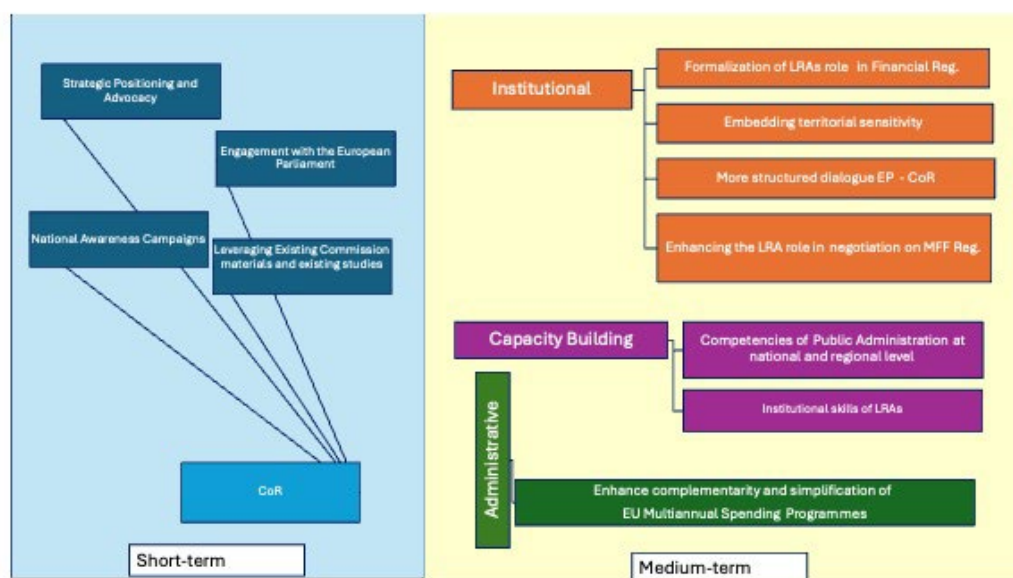 Strategic Positioning and
Advocacy
Engagement with the European
Parliament
National Awareness Campaigns
Leveraging Existing Commission
materials and existing studies
CoR
Short-term
Institutional
Formalization of LRAs role in Financial Reg.
Embedding territorial sensitivity
More structured dialogue EP - CoR
Enhancing the LRA role in negotiation on MFF Reg.
Capacity Building
Competencies of Public Administration at
national and regional level
Institutional skills of LRAs
Administrative
Enhance complementarity and simplification of
EU Multiannual Spending Programmes
Medium-term